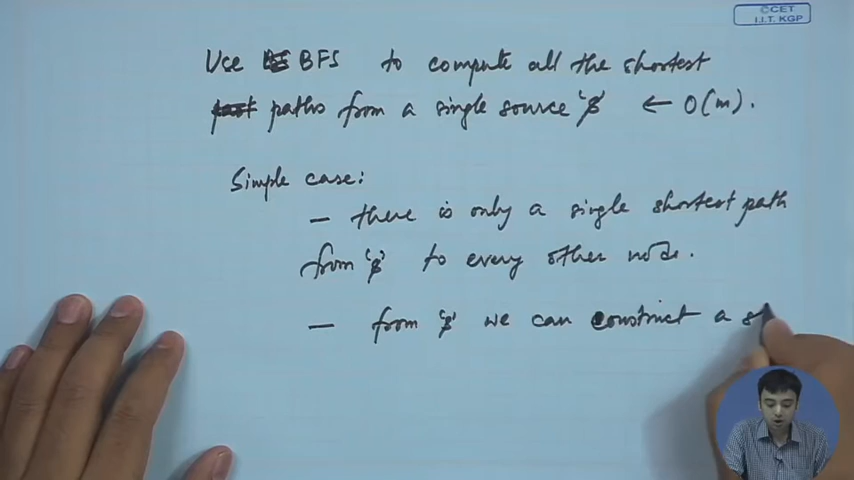 ©CET
I.I.T. KGP
Use BFS to compute all the shortest
paths from a single source 's' ← O(m).
Simple case:
– there is only a single shortest path
from 's' to every other node.
– from 's' we can construct a s